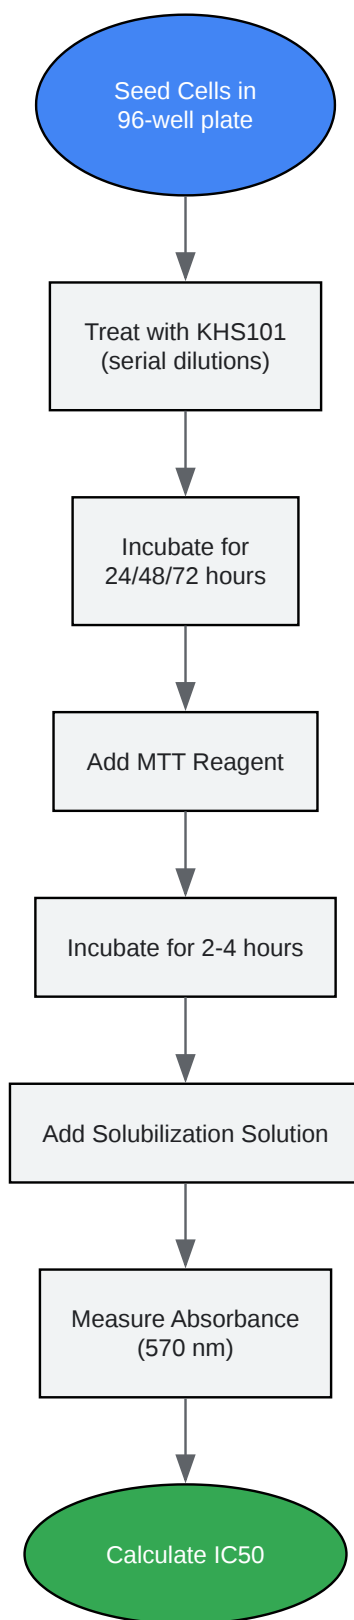 Seed Cells in
96-well plate
Treat with KHS101
(serial dilutions)
Incubate for
24/48/72 hours
Add MTT Reagent
Incubate for 2-4 hours
Add Solubilization Solution
Measure Absorbance
(570 nm)
Calculate IC50